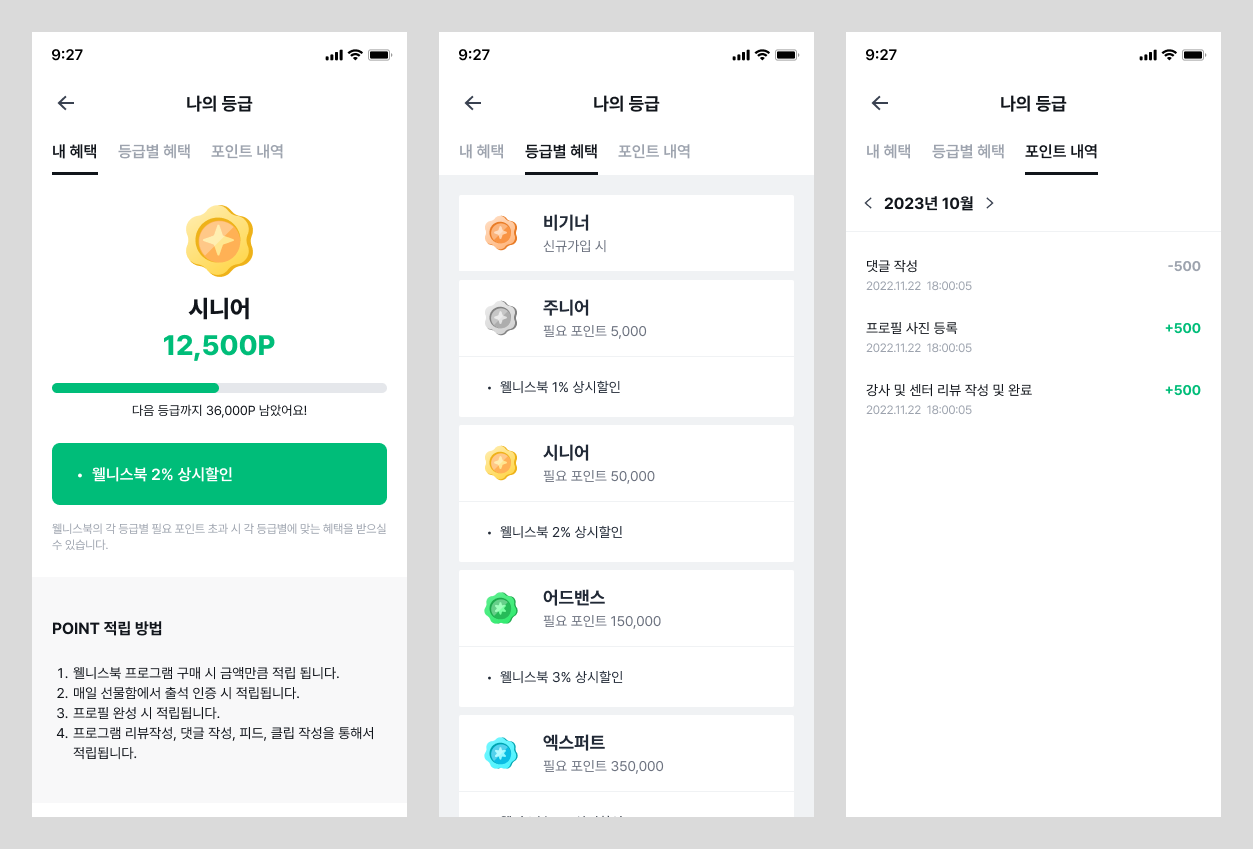 9:27
나의 등급
내 혜택 등급별 혜택 포인트 내역
시니어
12,500P
다음 등급까지 36,000P 남았어요!
• 웰니스북 2% 상시할인
웰니스북의 각 등급별 필요 포인트 초과 시 각 등급별에 맞는 혜택을 받으실
수 있습니다.
POINT 적립 방법
1. 웰니스북 프로그램 구매 시 금액만큼 적립 됩니다.
2. 매일 선물함에서 출석 인증 시 적립됩니다.
3. 프로필 완성 시 적립됩니다.
4. 프로그램 리뷰작성, 댓글 작성, 피드, 클립 작성을 통해서
적립됩니다.
9:27
나의 등급
내 혜택 등급별 혜택 포인트 내역
비기너
신규가입 시
주니어
필요 포인트 5,000
• 웰니스북 1% 상시할인
시니어
필요 포인트 50,000
• 웰니스북 2% 상시할인
어드밴스
필요 포인트 150,000
• 웰니스북 3% 상시할인
엑스퍼트
필요 포인트 350,000
9:27
나의 등급
내 혜택 등급별 혜택 포인트 내역
2023년 10월
댓글 작성 -500
2022.11.22 18:00:05
프로필 사진 등록 +500
2022.11.22 18:00:05
강사 및 센터 리뷰 작성 및 완료 +500
2022.11.22 18:00:05